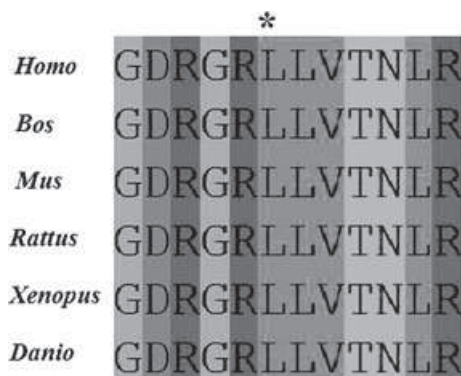 *
Homo GDRGRLLVTNLR
Bos GDRGRLLVTNLR
Mus GDRGRLLVTNLR
Rattus GDRGRLLVTNLR
Xenopus GDRGRLLVTNLR
Danio GDRGRLLVTNLR